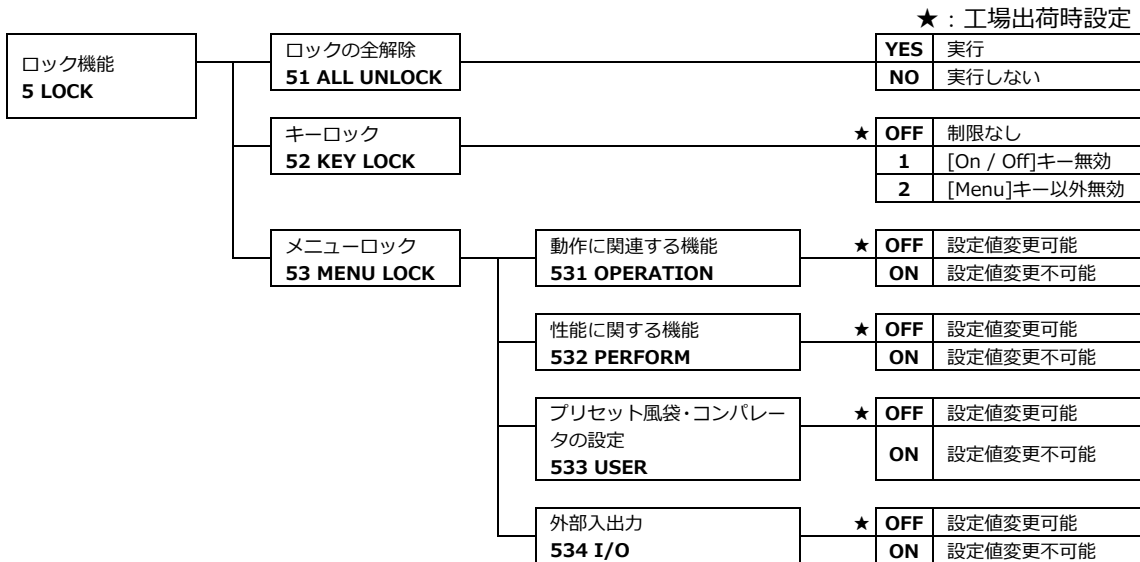 ★：工場出荷時設定
ロック機能
5 LOCK
ロックの全解除
51 ALL UNLOCK
YES 実行
NO 実行しない
キーロック
52 KEY LOCK
★ OFF 制限なし
1 [On / Off]キー無効
2 [Menu]キー以外無効
メニューロック
53 MENU LOCK
動作に関連する機能
531 OPERATION
★ OFF 設定値変更可能
ON 設定値変更不可能
性能に関する機能
532 PERFORM
★ OFF 設定値変更可能
ON 設定値変更不可能
プリセット風袋・コンパレー
タの設定
533 USER
★ OFF 設定値変更可能
ON 設定値変更不可能
外部入出力
534 I/O
★ OFF 設定値変更可能
ON 設定値変更不可能